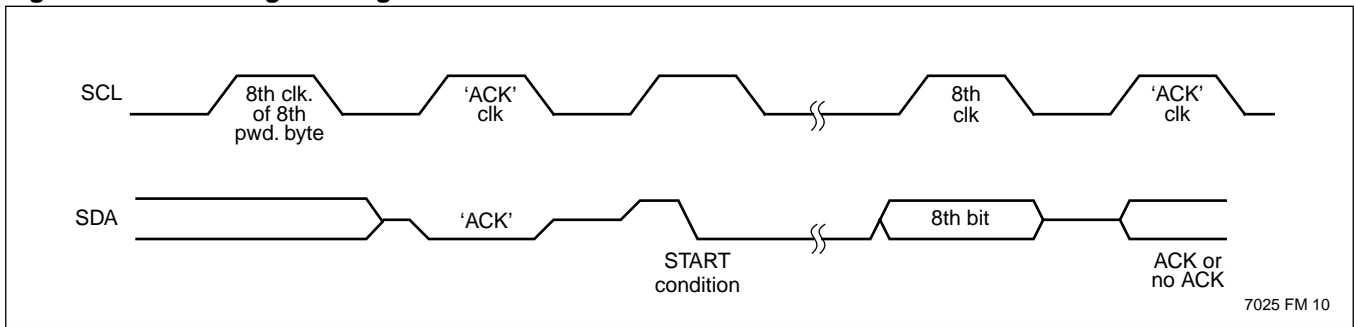 SCL
8th clk.
of 8th
pwd. byte
'ACK'
clk
8th
clk
'ACK'
clk
SDA
'ACK'
START
condition
8th bit
ACK or
no ACK
7025 FM 10